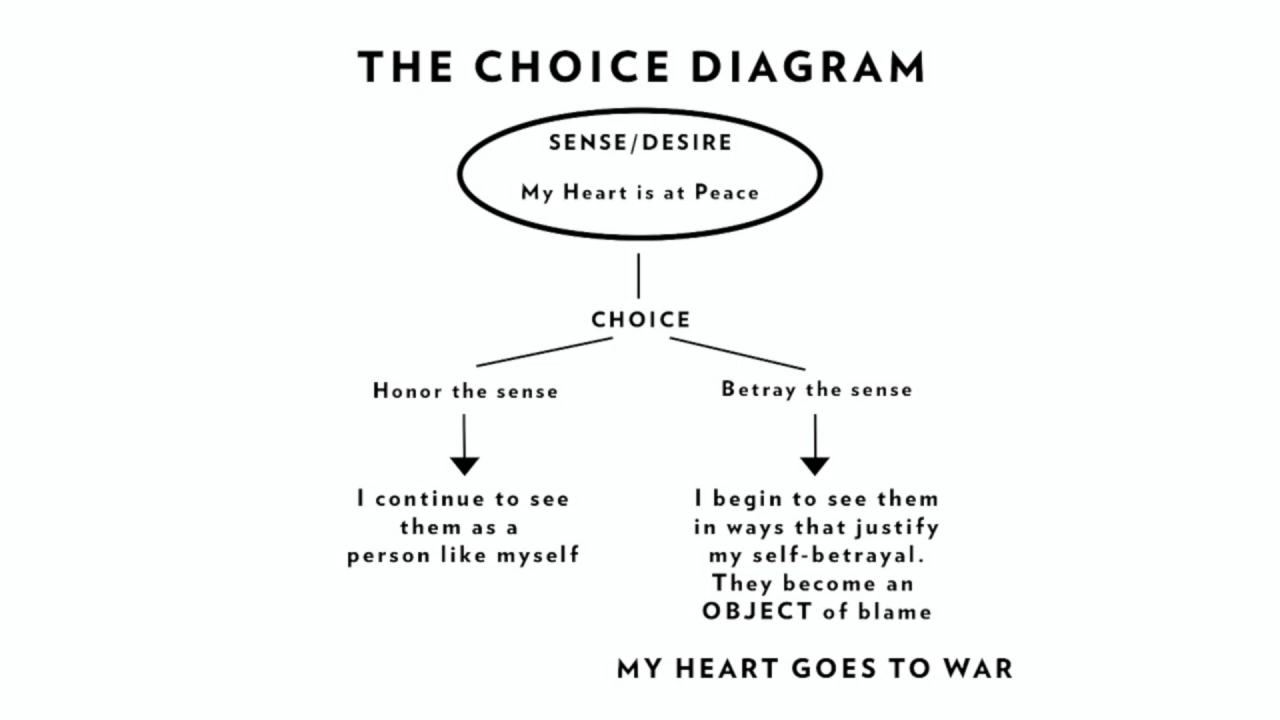 THE CHOICE DIAGRAM
SENSE/DESIRE
My Heart is at Peace
CHOICE
Honor the sense
I continue to see
them as a
person like myself
Betray the sense
I begin to see them
in ways that justify
my self-betrayal.
They become an
OBJECT of blame
MY HEART GOES TO WAR